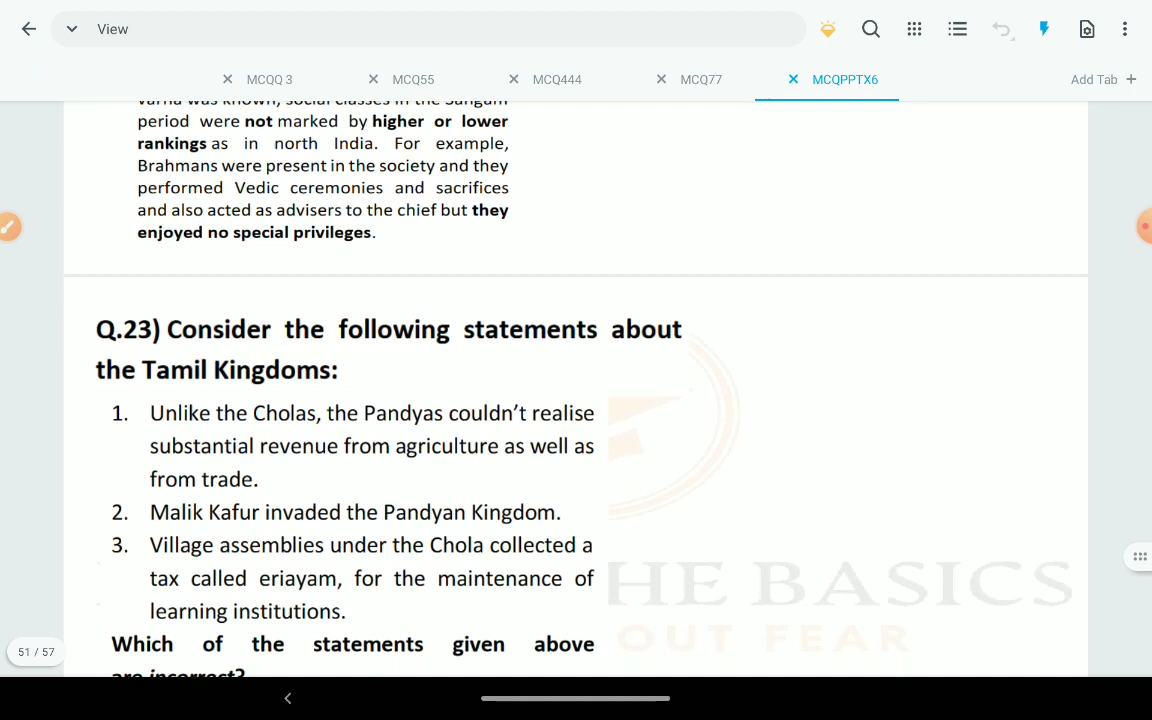 View
MCQQ 3
MCQ55
MCQ444
MCQ77
MCQPPTX6
Add Tab +
varna was known, social classes in the Sangam
period were not marked by higher or lower
rankings as in north India. For example,
Brahmans were present in the society and they
performed Vedic ceremonies and sacrifices
and also acted as advisers to the chief but they
enjoyed no special privileges.
Q.23) Consider the following statements about
the Tamil Kingdoms:
1. Unlike the Cholas, the Pandyas couldn't realise
substantial revenue from agriculture as well as
from trade.
2. Malik Kafur invaded the Pandyan Kingdom.
3. Village assemblies under the Chola collected a
tax called eriayam, for the maintenance of
learning institutions.
HE BASICS
OUT FEAR
Which of the statements given above
are incorrect?
51 / 57